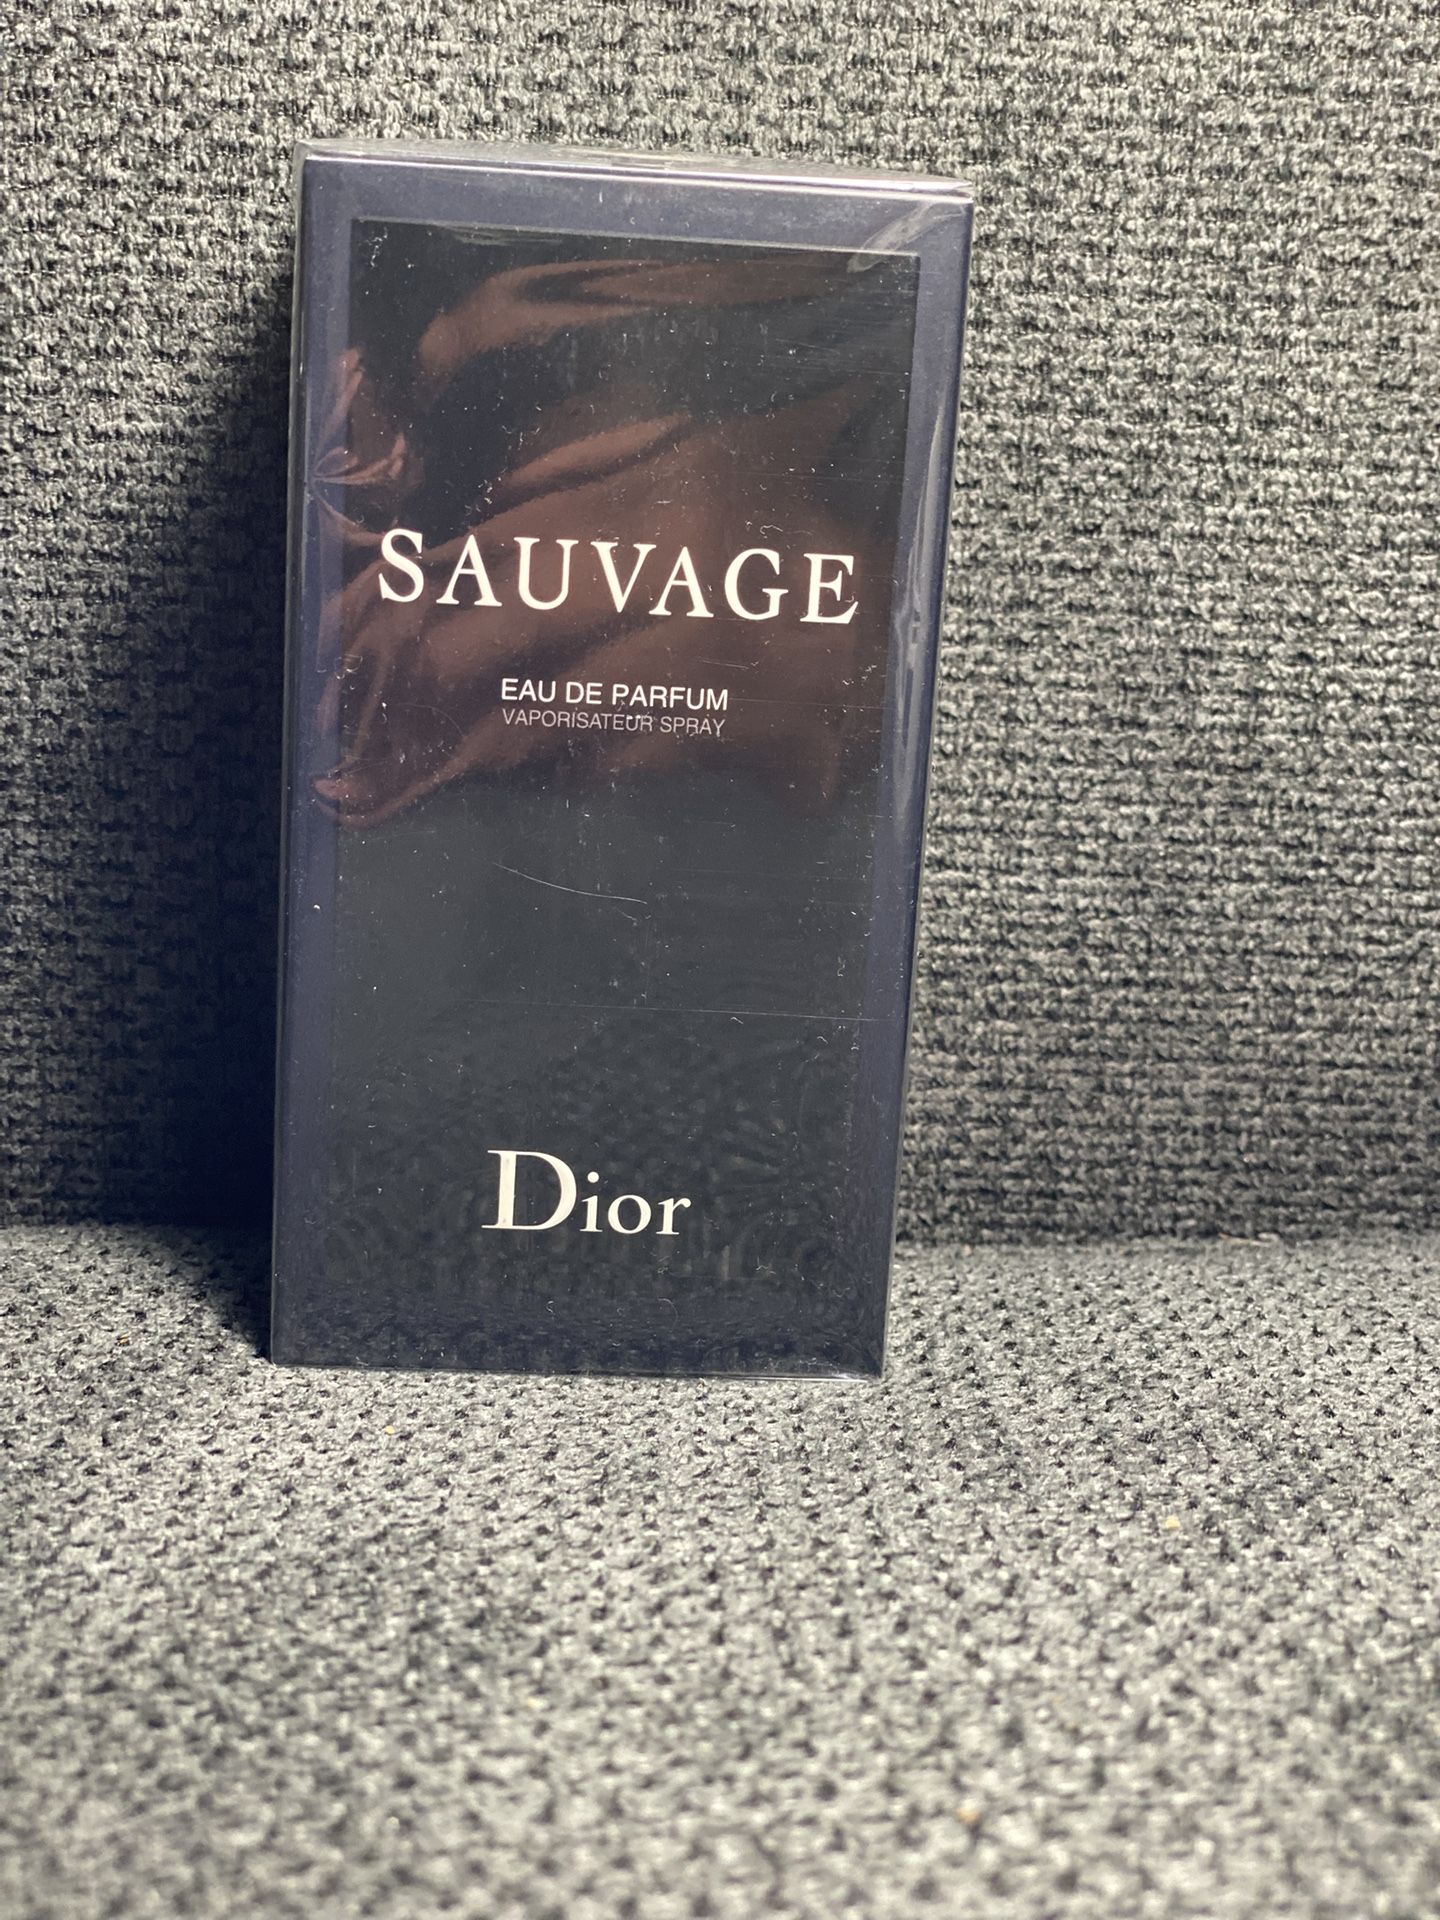 SAUVAGE
EAU DE PARFUM
VAPORISATEUR SPRAY
Dior